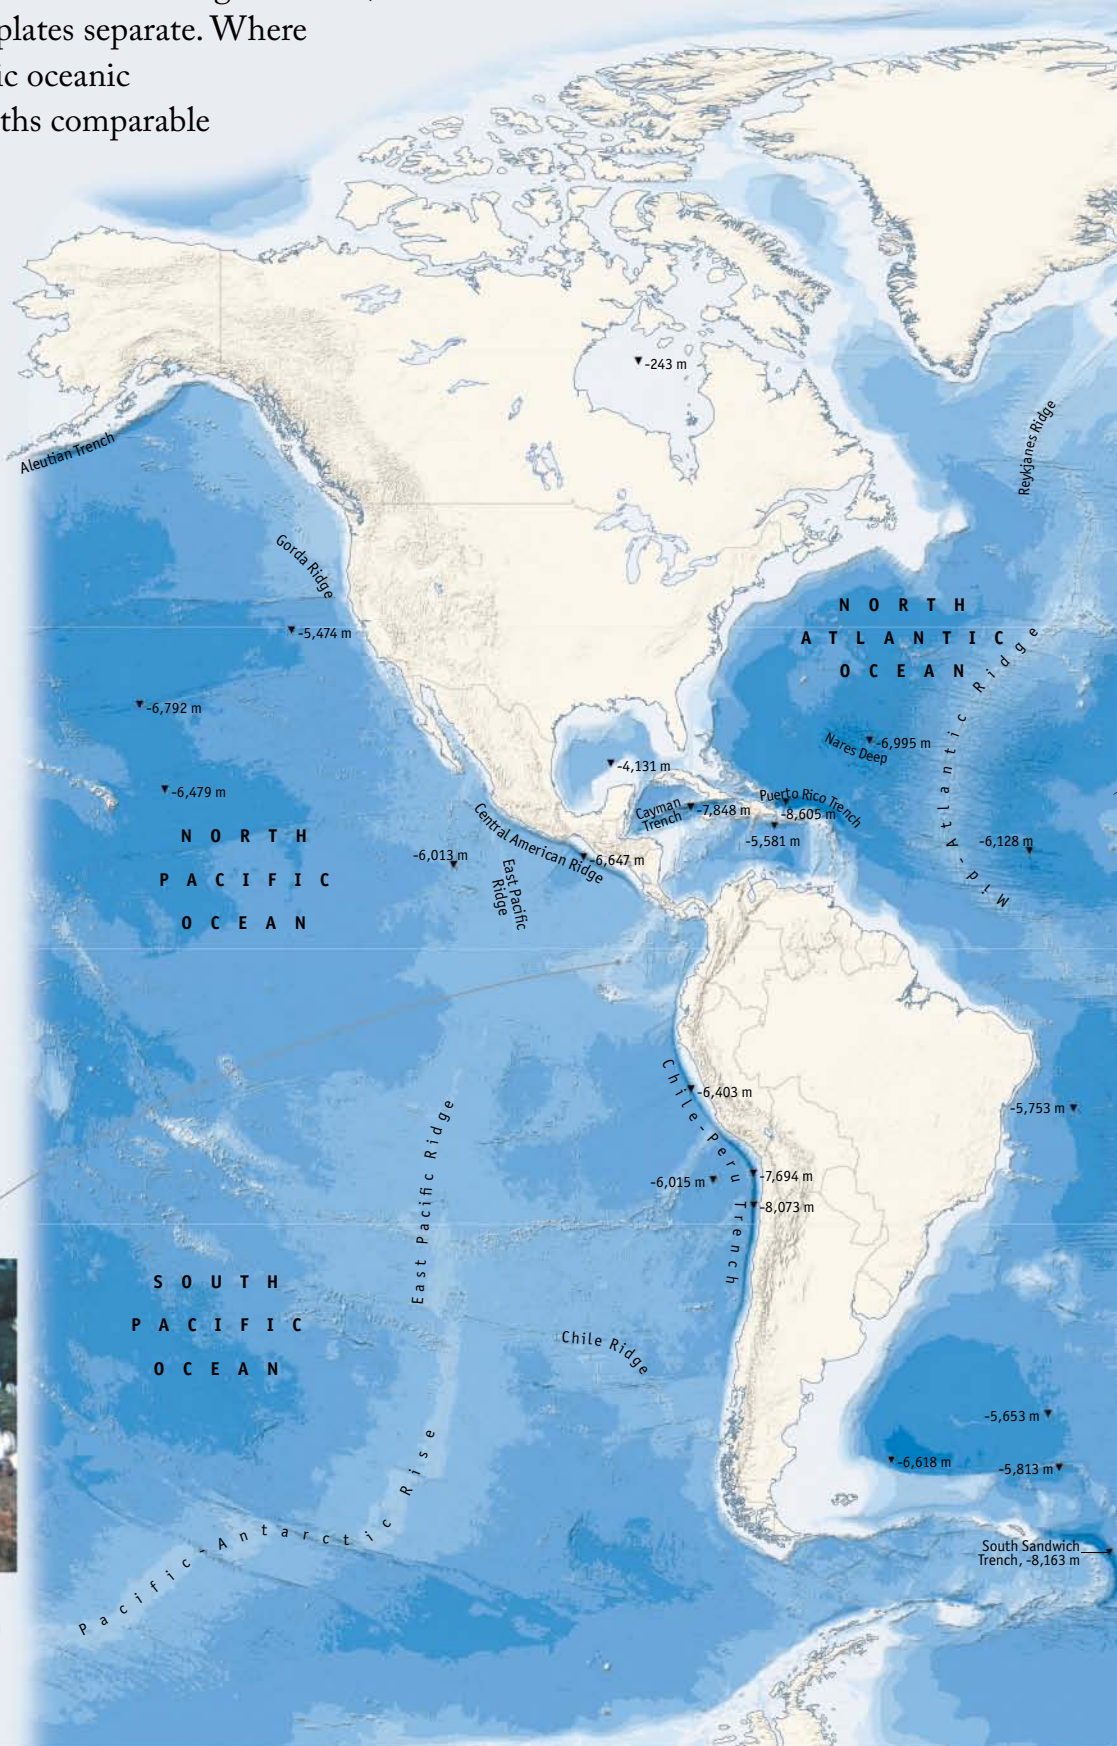 plates separate. Where
ic oceanic
ths comparable
-243 m
Aleutian Trench
Reykjanes Ridge
Gorda Ridge
-5,474 m
NORTH
ATLANTIC
OCEAN
Mid-Atlantic Ridge
-6,792 m
Nares Deep
-6,995 m
-4,131 m
-6,479 m
Cayman
Trench
-7,848 m
Puerto Rico Trench
-8,605 m
-5,581 m
-6,128 m
NORTH
PACIFIC
OCEAN
Central American Ridge
-6,013 m
-6,647 m
East Pacific
Ridge
Chile-Peru Trench
-6,403 m
-5,753 m
East Pacific Ridge
-6,015 m
-7,694 m
-8,073 m
SOUTH
PACIFIC
OCEAN
Chile Ridge
-5,653 m
-6,618 m
-5,813 m
Pacific-Antarctic Rise
South Sandwich
Trench, -8,163 m